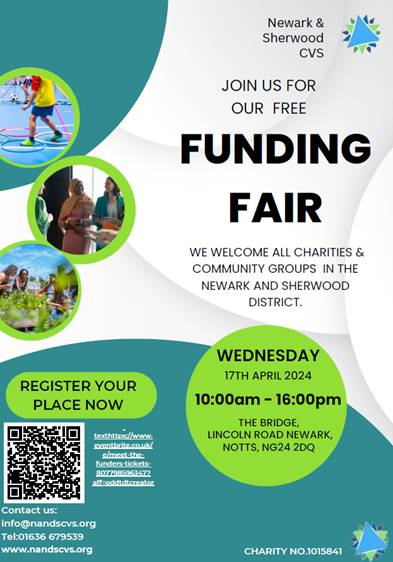 Newark &
Sherwood
CVS
JOIN US FOR
OUR FREE
FUNDING
FAIR
WE WELCOME ALL CHARITIES &
COMMUNITY GROUPS IN THE
NEWARK AND SHERWOOD
DISTRICT.
WEDNESDAY
17TH APRIL 2024
10:00am - 16:00pm
THE BRIDGE,
LINCOLN ROAD NEWARK,
NOTTS, NG24 2DQ
REGISTER YOUR
PLACE NOW
texthttps://www.
eventbrite.co.uk/
e/meet-the-
funders-tickets-
807798596347?
aff=oddtdtcreator
Contact us:
info@nandscvs.org
Tel:01636 679539
www.nandscvs.org
CHARITY NO.1015841